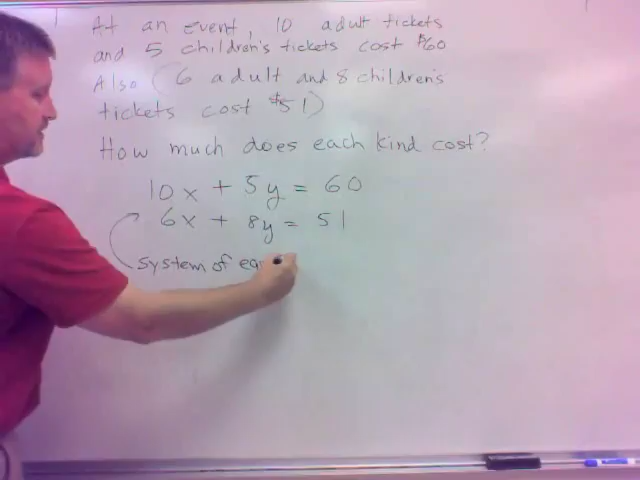 At an event, 10 adult tickets
and 5 children's tickets cost $60
Also (6 adult and 8 children's
tickets cost $51)
How much does each kind cost?
10x + 5y = 60
6x + 8y = 51
system of eq